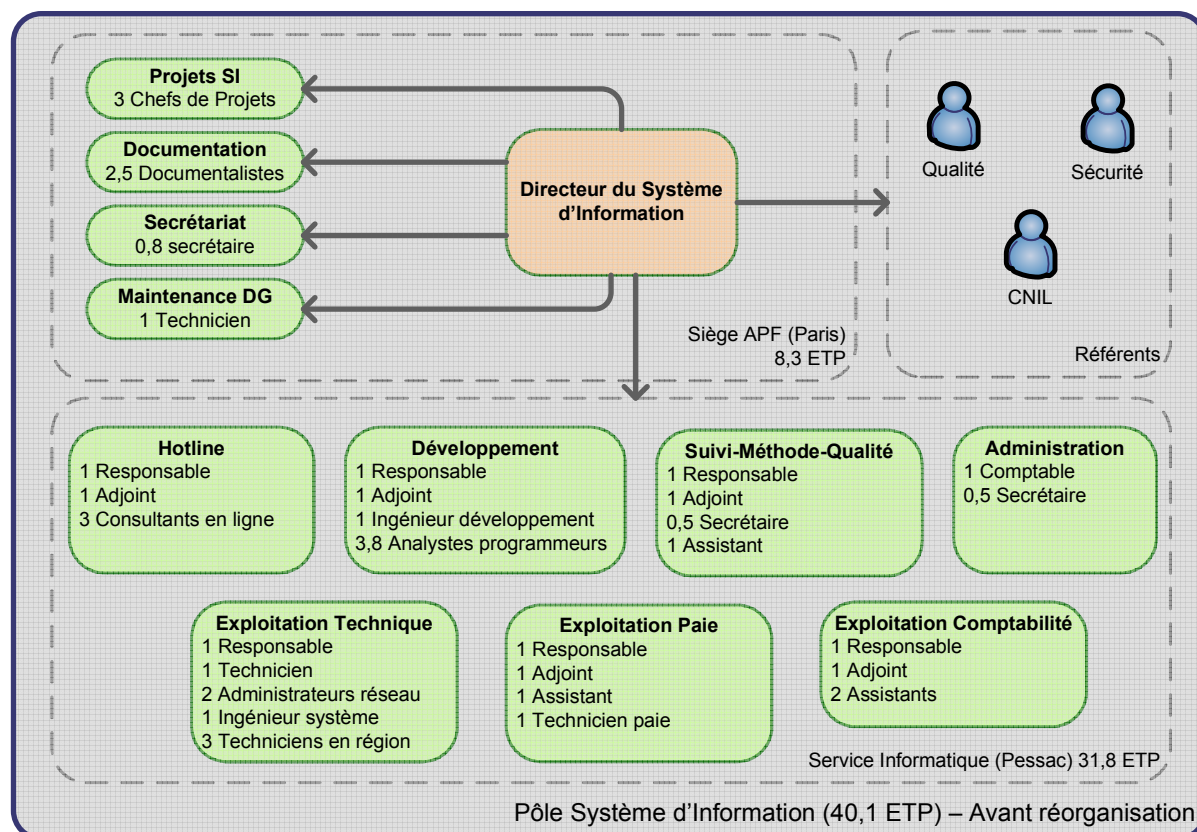 Projets SI
3 Chefs de Projets
Documentation
2,5 Documentalistes
Secrétariat
0,8 secrétaire
Maintenance DG
1 Technicien
Directeur du Système
d'Information
Siège APF (Paris)
8,3 ETP
Qualité
Sécurité
CNIL
Référents
Hotline
1 Responsable
1 Adjoint
3 Consultants en ligne
Développement
1 Responsable
1 Adjoint
1 Ingénieur développement
3,8 Analystes programmeurs
Suivi-Méthode-Qualité
1 Responsable
1 Adjoint
0,5 Secrétaire
1 Assistant
Administration
1 Comptable
0,5 Secrétaire
Exploitation Technique
1 Responsable
1 Technicien
2 Administrateurs réseau
1 Ingénieur système
3 Techniciens en région
Exploitation Paie
1 Responsable
1 Adjoint
1 Assistant
1 Technicien paie
Exploitation Comptabilité
1 Responsable
1 Adjoint
2 Assistants
Service Informatique (Pessac) 31,8 ETP
Pôle Système d'Information (40,1 ETP) – Avant réorganisation